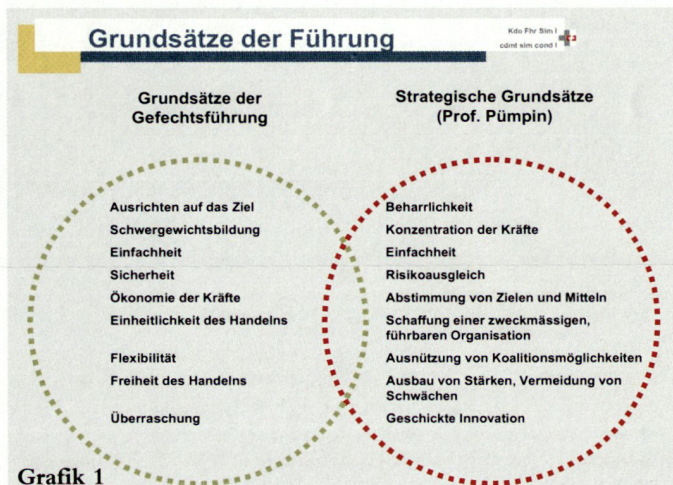 Grundsätze der Führung
Kdo Fhr Sim I
cdmt sim cond I
Grundsätze der
Gefechtsführung
Ausrichten auf das Ziel
Schwergewichtsbildung
Einfachheit
Sicherheit
Ökonomie der Kräfte
Einheitlichkeit des Handelns
Flexibilität
Freiheit des Handelns
Überraschung
Strategische Grundsätze
(Prof. Pümpin)
Beharrlichkeit
Konzentration der Kräfte
Einfachheit
Risikoausgleich
Abstimmung von Zielen und Mitteln
Schaffung einer zweckmässigen,
führbaren Organisation
Ausnützung von Koalitionsmöglichkeiten
Ausbau von Stärken, Vermeidung von
Schwächen
Geschickte Innovation
Grafik 1